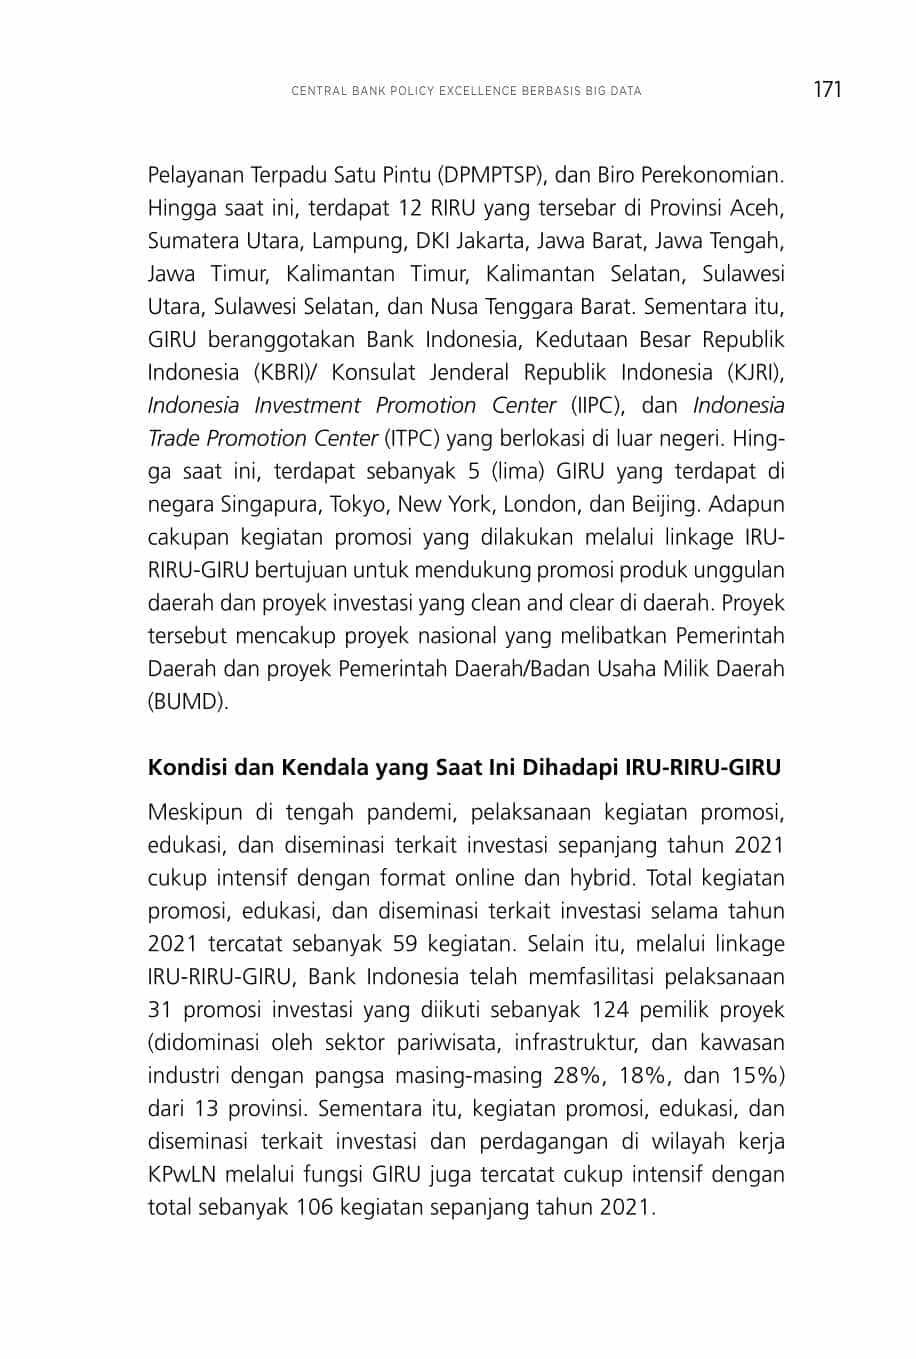 CENTRAL BANK POLICY EXCELLENCE BERBASIS BIG DATA 171
Pelayanan Terpadu Satu Pintu (DPMPTSP), dan Biro Perekonomian.
Hingga saat ini, terdapat 12 RIRU yang tersebar di Provinsi Aceh,
Sumatera Utara, Lampung, DKI Jakarta, Jawa Barat, Jawa Tengah,
Jawa Timur, Kalimantan Timur, Kalimantan Selatan, Sulawesi
Utara, Sulawesi Selatan, dan Nusa Tenggara Barat. Sementara itu,
GIRU beranggotakan Bank Indonesia, Kedutaan Besar Republik
Indonesia (KBRI)/ Konsulat Jenderal Republik Indonesia (KJRI),
Indonesia Investment Promotion Center (IIPC), dan Indonesia
Trade Promotion Center (ITPC) yang berlokasi di luar negeri. Hing-
ga saat ini, terdapat sebanyak 5 (lima) GIRU yang terdapat di
negara Singapura, Tokyo, New York, London, dan Beijing. Adapun
cakupan kegiatan promosi yang dilakukan melalui linkage IRU-
RIRU-GIRU bertujuan untuk mendukung promosi produk unggulan
daerah dan proyek investasi yang clean and clear di daerah. Proyek
tersebut mencakup proyek nasional yang melibatkan Pemerintah
Daerah dan proyek Pemerintah Daerah/Badan Usaha Milik Daerah
(BUMD).
Kondisi dan Kendala yang Saat Ini Dihadapi IRU-RIRU-GIRU
Meskipun di tengah pandemi, pelaksanaan kegiatan promosi,
edukasi, dan diseminasi terkait investasi sepanjang tahun 2021
cukup intensif dengan format online dan hybrid. Total kegiatan
promosi, edukasi, dan diseminasi terkait investasi selama tahun
2021 tercatat sebanyak 59 kegiatan. Selain itu, melalui linkage
IRU-RIRU-GIRU, Bank Indonesia telah memfasilitasi pelaksanaan
31 promosi investasi yang diikuti sebanyak 124 pemilik proyek
(didominasi oleh sektor pariwisata, infrastruktur, dan kawasan
industri dengan pangsa masing-masing 28%, 18%, dan 15%)
dari 13 provinsi. Sementara itu, kegiatan promosi, edukasi, dan
diseminasi terkait investasi dan perdagangan di wilayah kerja
KPwLN melalui fungsi GIRU juga tercatat cukup intensif dengan
total sebanyak 106 kegiatan sepanjang tahun 2021.